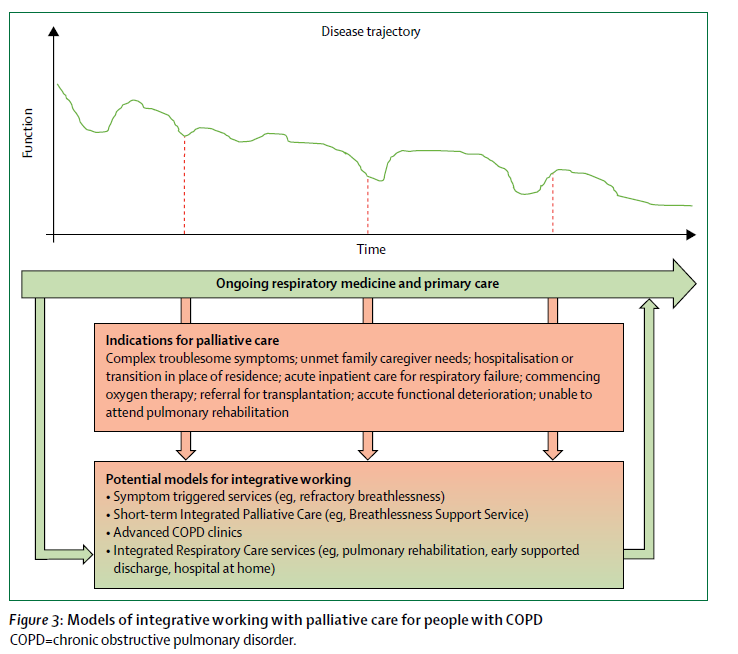 Disease trajectory
Function
Time
Ongoing respiratory medicine and primary care
Indications for palliative care
Complex troublesome symptoms; unmet family caregiver needs; hospitalisation or
transition in place of residence; acute inpatient care for respiratory failure; commencing
oxygen therapy; referral for transplantation; accute functional deterioration; unable to
attend pulmonary rehabilitation
Potential models for integrative working
• Symptom triggered services (eg, refractory breathlessness)
• Short-term Integrated Palliative Care (eg, Breathlessness Support Service)
• Advanced COPD clinics
• Integrated Respiratory Care services (eg, pulmonary rehabilitation, early supported
discharge, hospital at home)
Figure 3: Models of integrative working with palliative care for people with COPD
COPD=chronic obstructive pulmonary disorder.